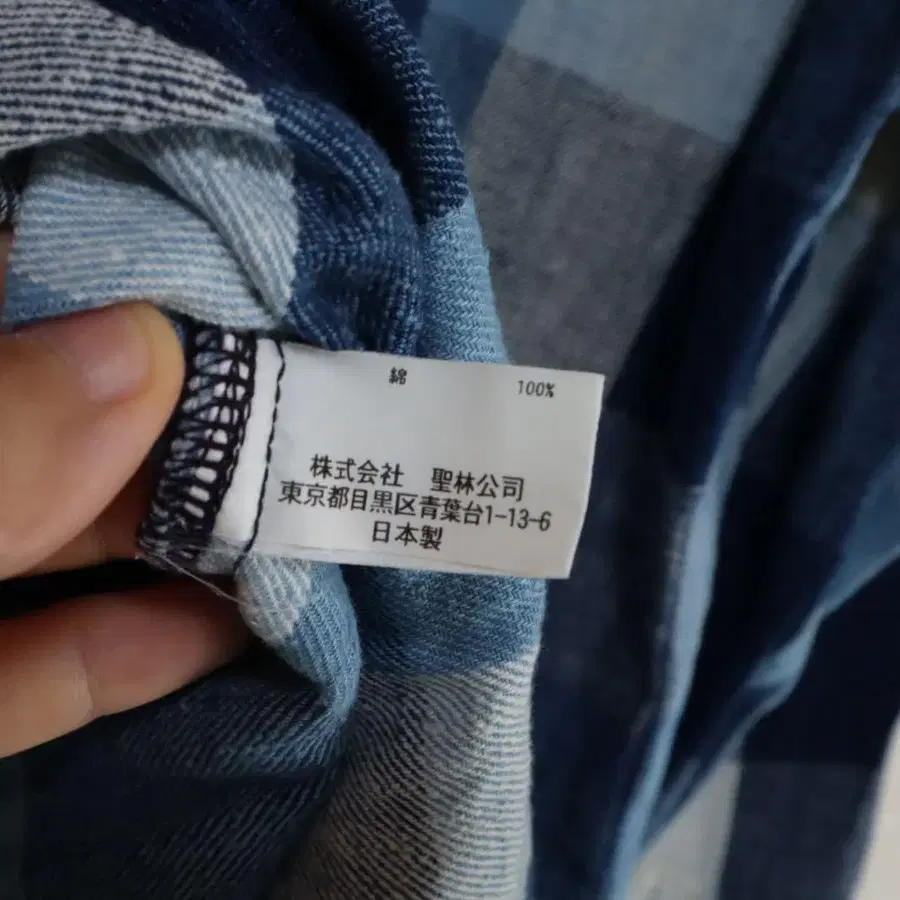 綿 100%
株式会社 聖林公司
東京都目黒区青葉台1-13-6
日本製